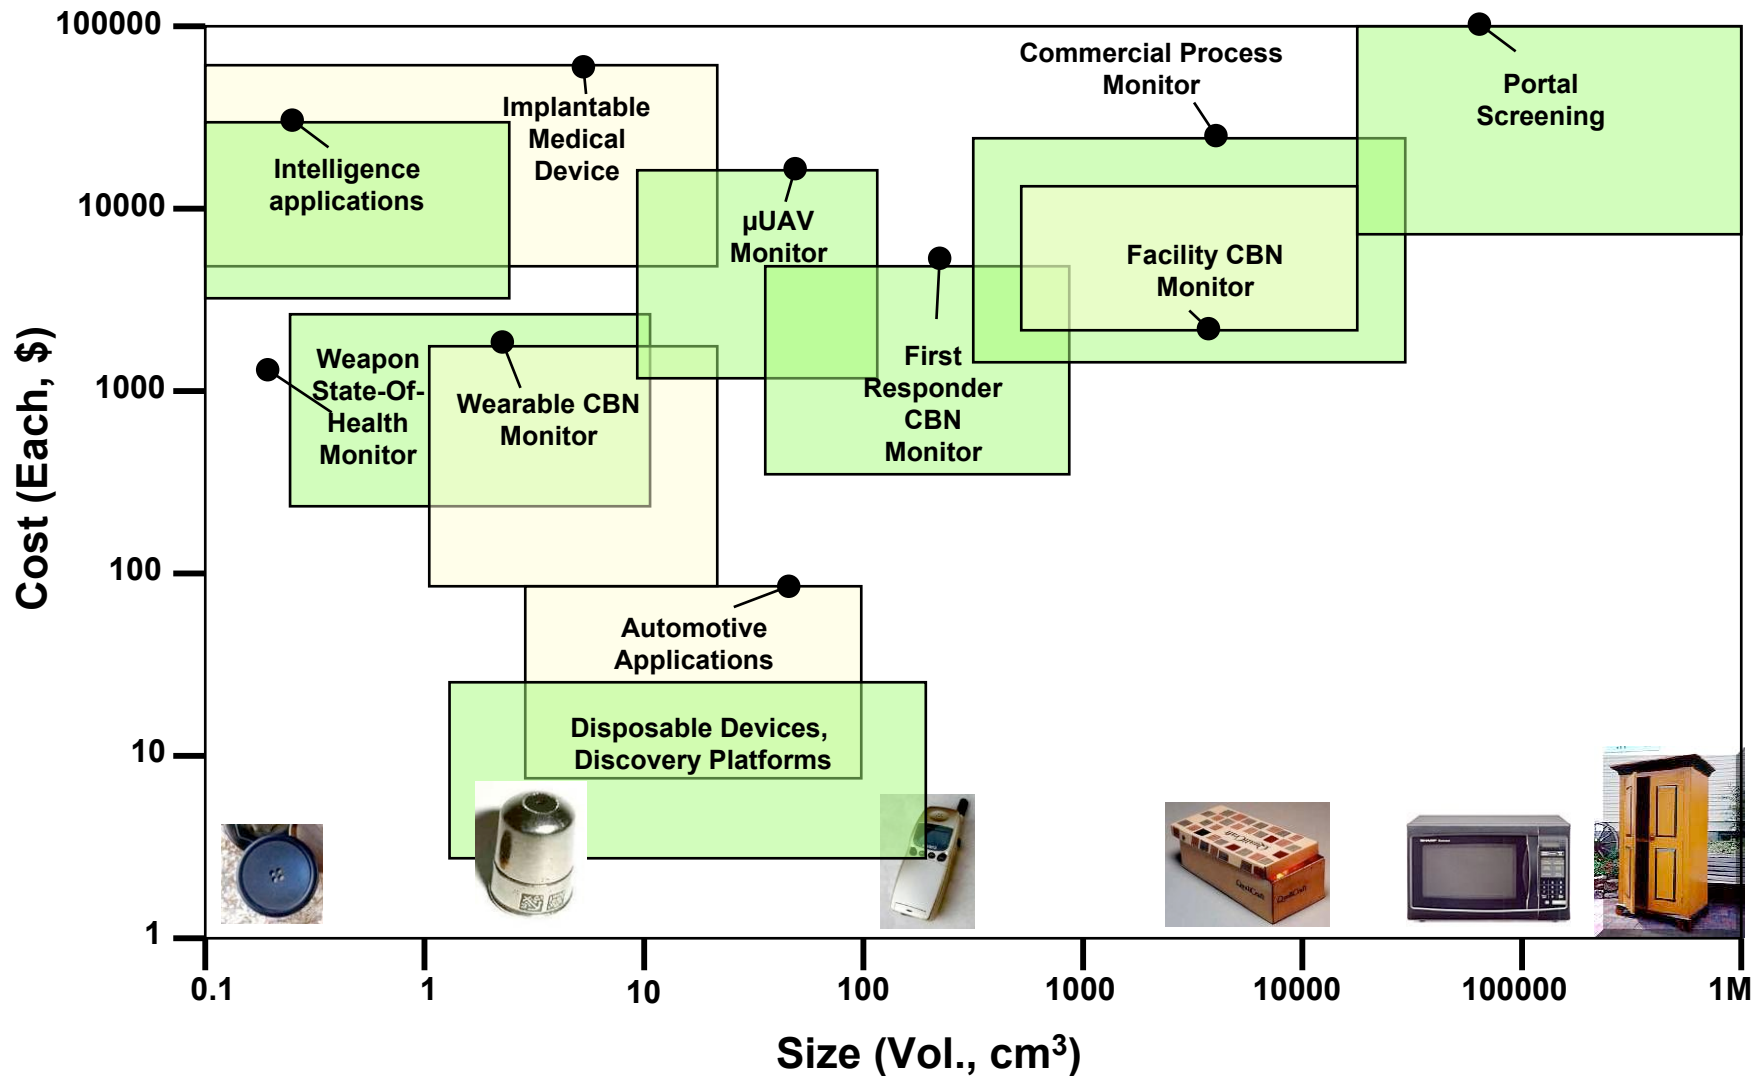 100000
10000
1000
100
10
1
Cost (Each, $)
Implantable
Medical
Device
Intelligence
applications
Commercial Process
Monitor
Portal
Screening
µUAV
Monitor
Facility CBN
Monitor
Weapon
State-Of-
Health
Monitor
Wearable CBN
Monitor
First
Responder
CBN
Monitor
Automotive
Applications
Disposable Devices,
Discovery Platforms
0.1
1
10
100
1000
10000
100000
1M
Size (Vol., cm³)